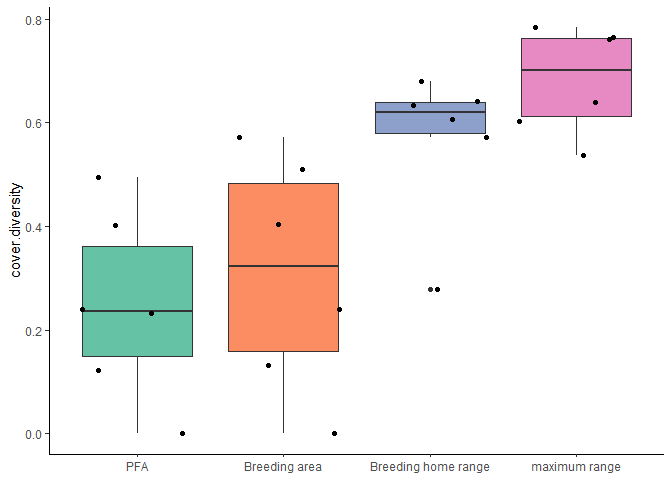 0.8
0.6
0.4
0.2
0.0
cover.diversity
PFA
Breeding area
Breeding home range
maximum range